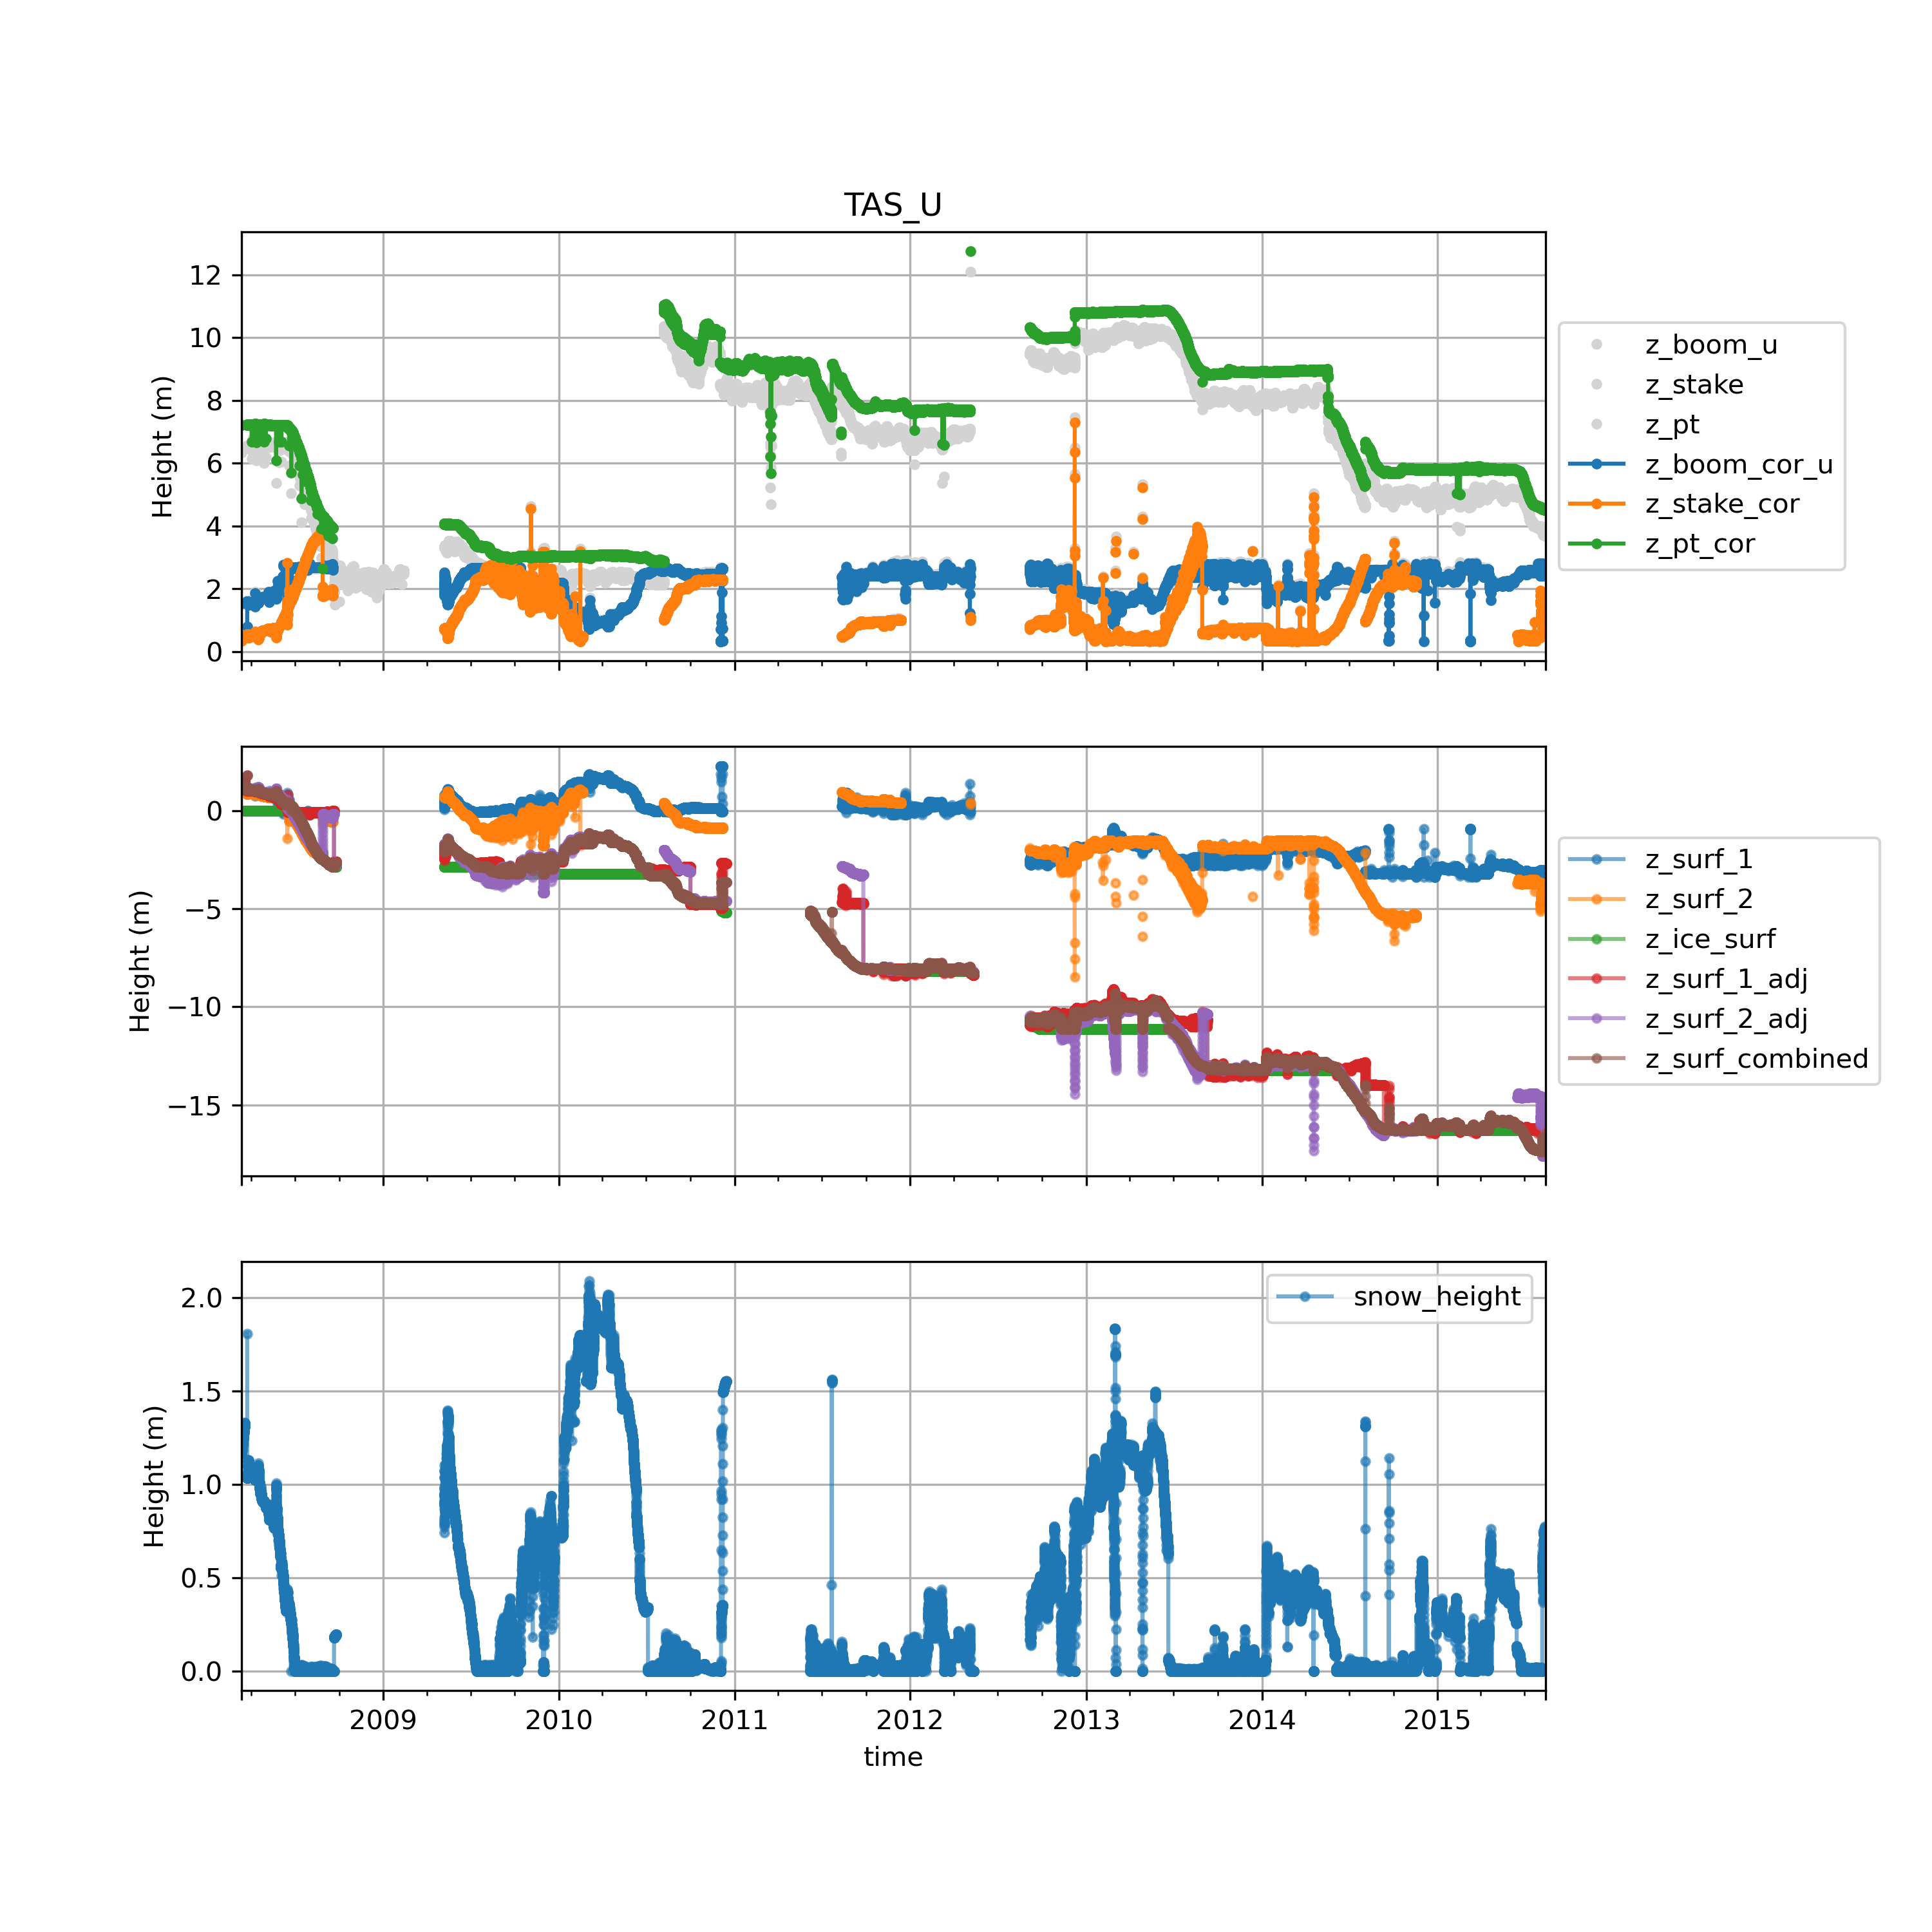 TAS_U
12
10
8
6
4
2
0
Height (m)
z_boom_u
z_stake
z_pt
z_boom_cor_u
z_stake_cor
z_pt_cor
0
−5
−10
−15
Height (m)
z_surf_1
z_surf_2
z_ice_surf
z_surf_1_adj
z_surf_2_adj
z_surf_combined
2.0
1.5
1.0
0.5
0.0
Height (m)
snow_height
2009 2010 2011 2012 2013 2014 2015
time